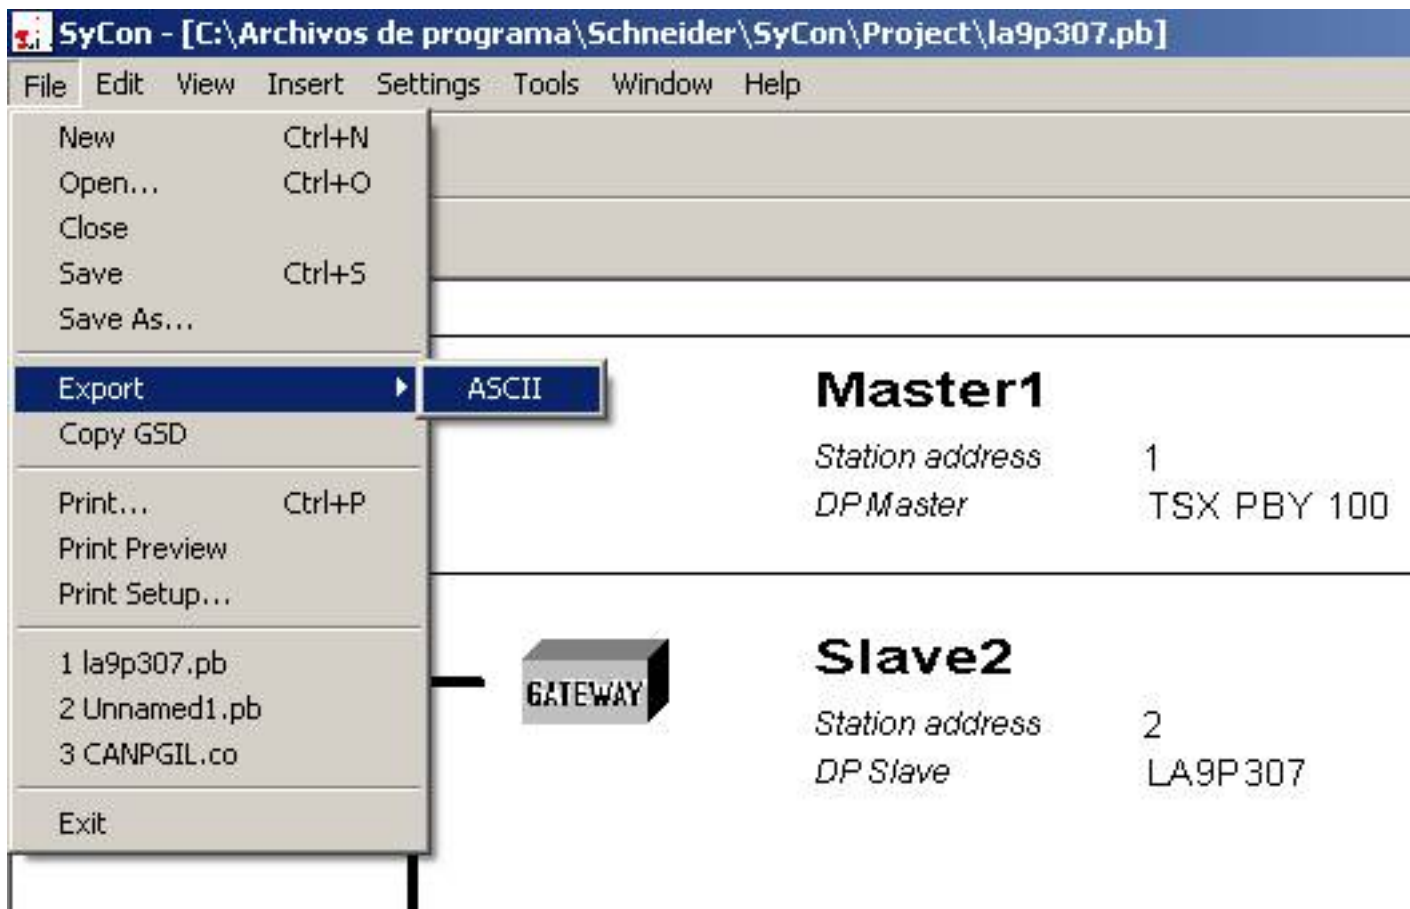 SyCon - [C:\Archivos de programa\Schneider\SyCon\Project\la9p307.pb]
File Edit View Insert Settings Tools Window Help
New Ctrl+N
Open... Ctrl+O
Close
Save Ctrl+S
Save As...
Export ASCII
Copy GSD
Print... Ctrl+P
Print Preview
Print Setup...
1 la9p307.pb
2 Unnamed1.pb
3 CANPGIL.co
Exit
Master1
Station address 1
DP Master TSX PBY 100
GATEWAY
Slave2
Station address 2
DP Slave LA9P307